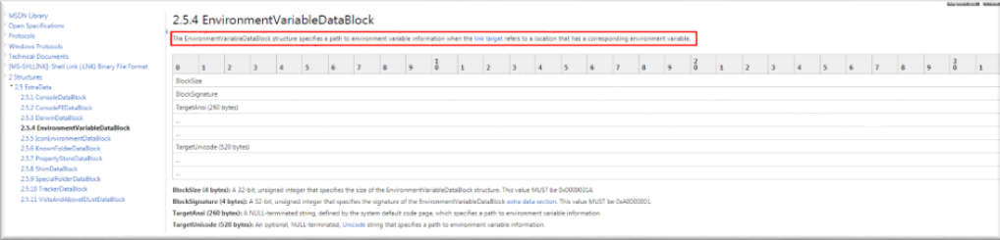 MSDN Library
Open Specifications
Protocols
Windows Protocols
Technical Documents
[MS-SHLLINK]: Shell Link (.LNK) Binary File Format
2 Structures
2.5 ExtraData
2.5.1 ConsoleDataBlock
2.5.2 ConsoleFEDataBlock
2.5.3 DarwinDataBlock
2.5.4 EnvironmentVariableDataBlock
2.5.5 IconEnvironmentDataBlock
2.5.6 KnownFolderDataBlock
2.5.7 PropertyStoreDataBlock
2.5.8 ShimDataBlock
2.5.9 SpecialFolderDataBlock
2.5.10 TrackerDataBlock
2.5.11 VistaAndAboveIDListDataBlock
2.5.4 EnvironmentVariableDataBlock
The EnvironmentVariableDataBlock structure specifies a path to environment variable information when the link target refers to a location that has a corresponding environment variable.
0 1 2 3 4 5 6 7 8 9 10 1 2 3 4 5 6 7 8 9 20 1 2 3 4 5 6 7 8 9 30 1
BlockSize
BlockSignature
TargetAnsi (260 bytes)
...
...
TargetUnicode (520 bytes)
...
...
BlockSize (4 bytes): A 32-bit, unsigned integer that specifies the size of the EnvironmentVariableDataBlock structure. This value MUST be 0x00000314.
BlockSignature (4 bytes): A 32-bit, unsigned integer that specifies the signature of the EnvironmentVariableDataBlock extra data section. This value MUST be 0xA0000001.
TargetAnsi (260 bytes): A NULL-terminated string, defined by the system default code page, which specifies a path to environment variable information.
TargetUnicode (520 bytes): An optional, NULL-terminated, Unicode string that specifies a path to environment variable information.